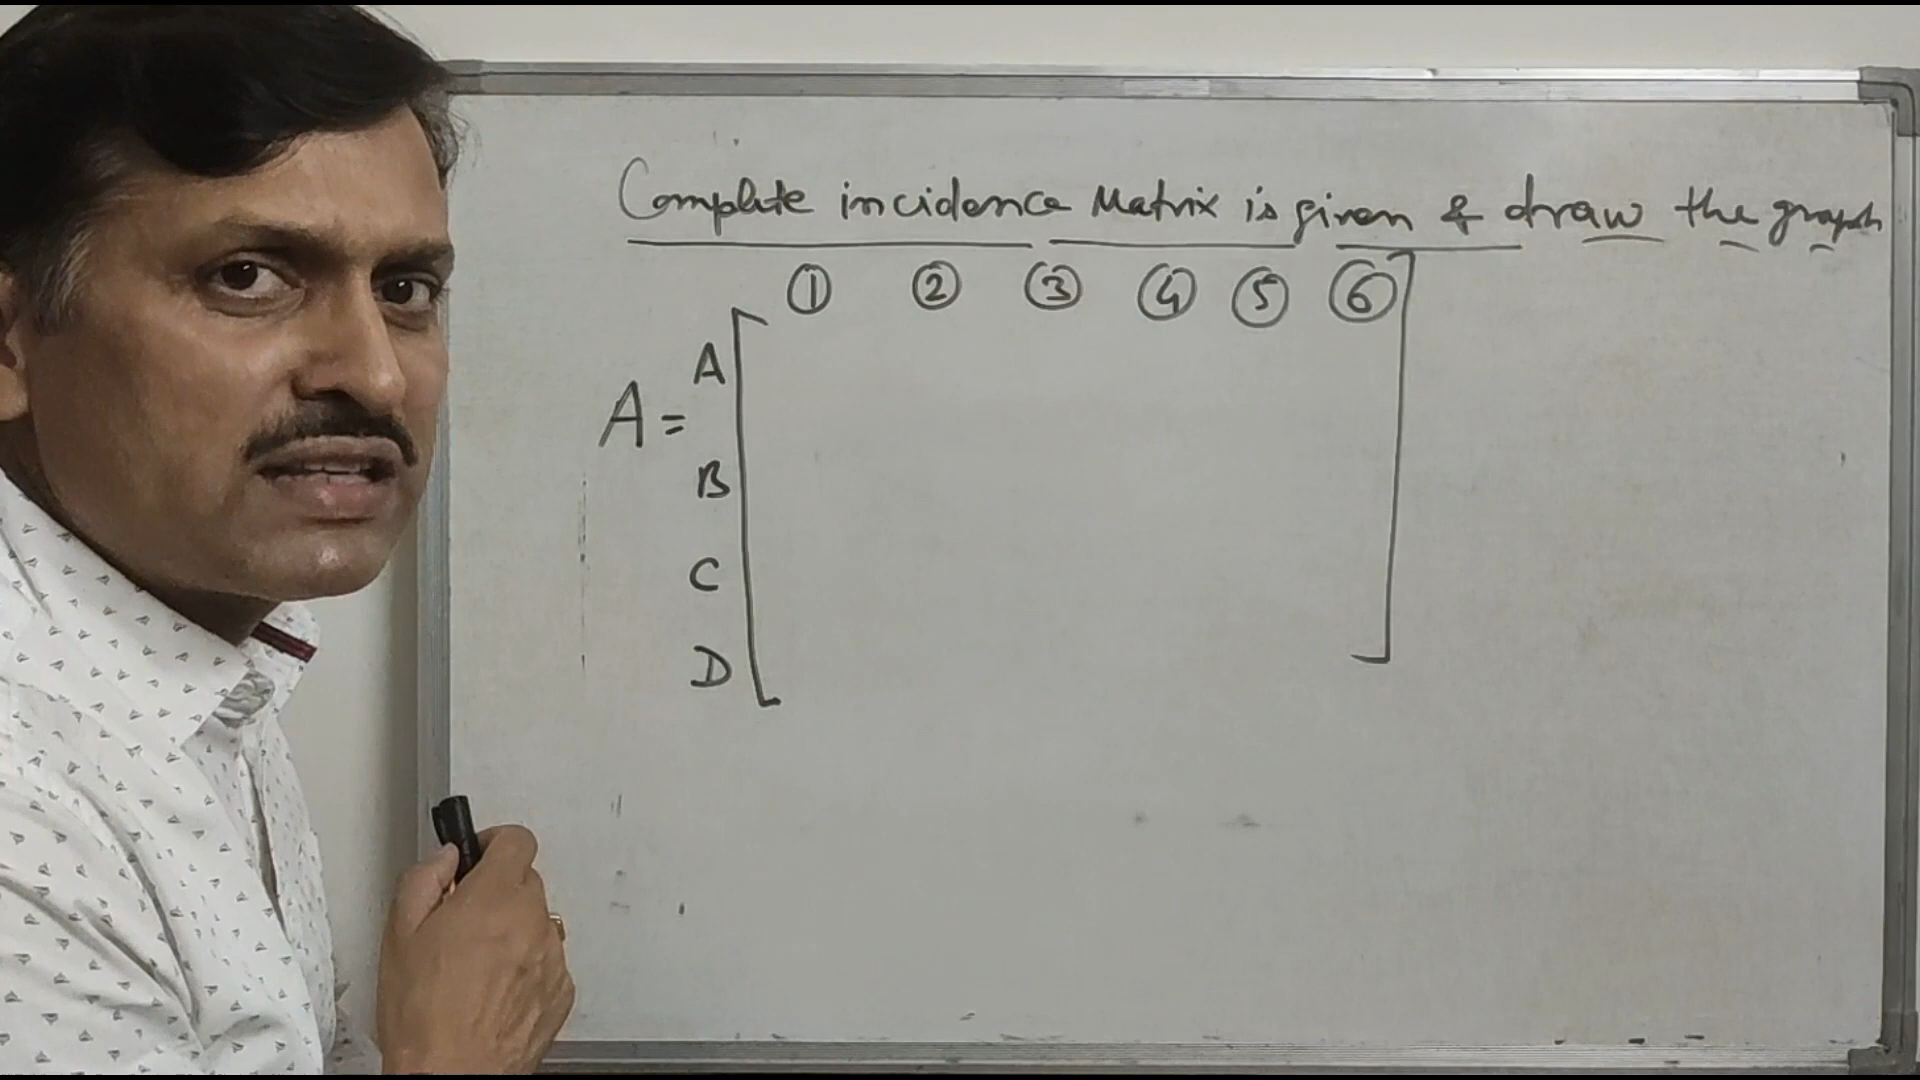 Complete incidence Matrix is given & draw the graph
① ② ③ ④ ⑤ ⑥
A
A =
B
C
D